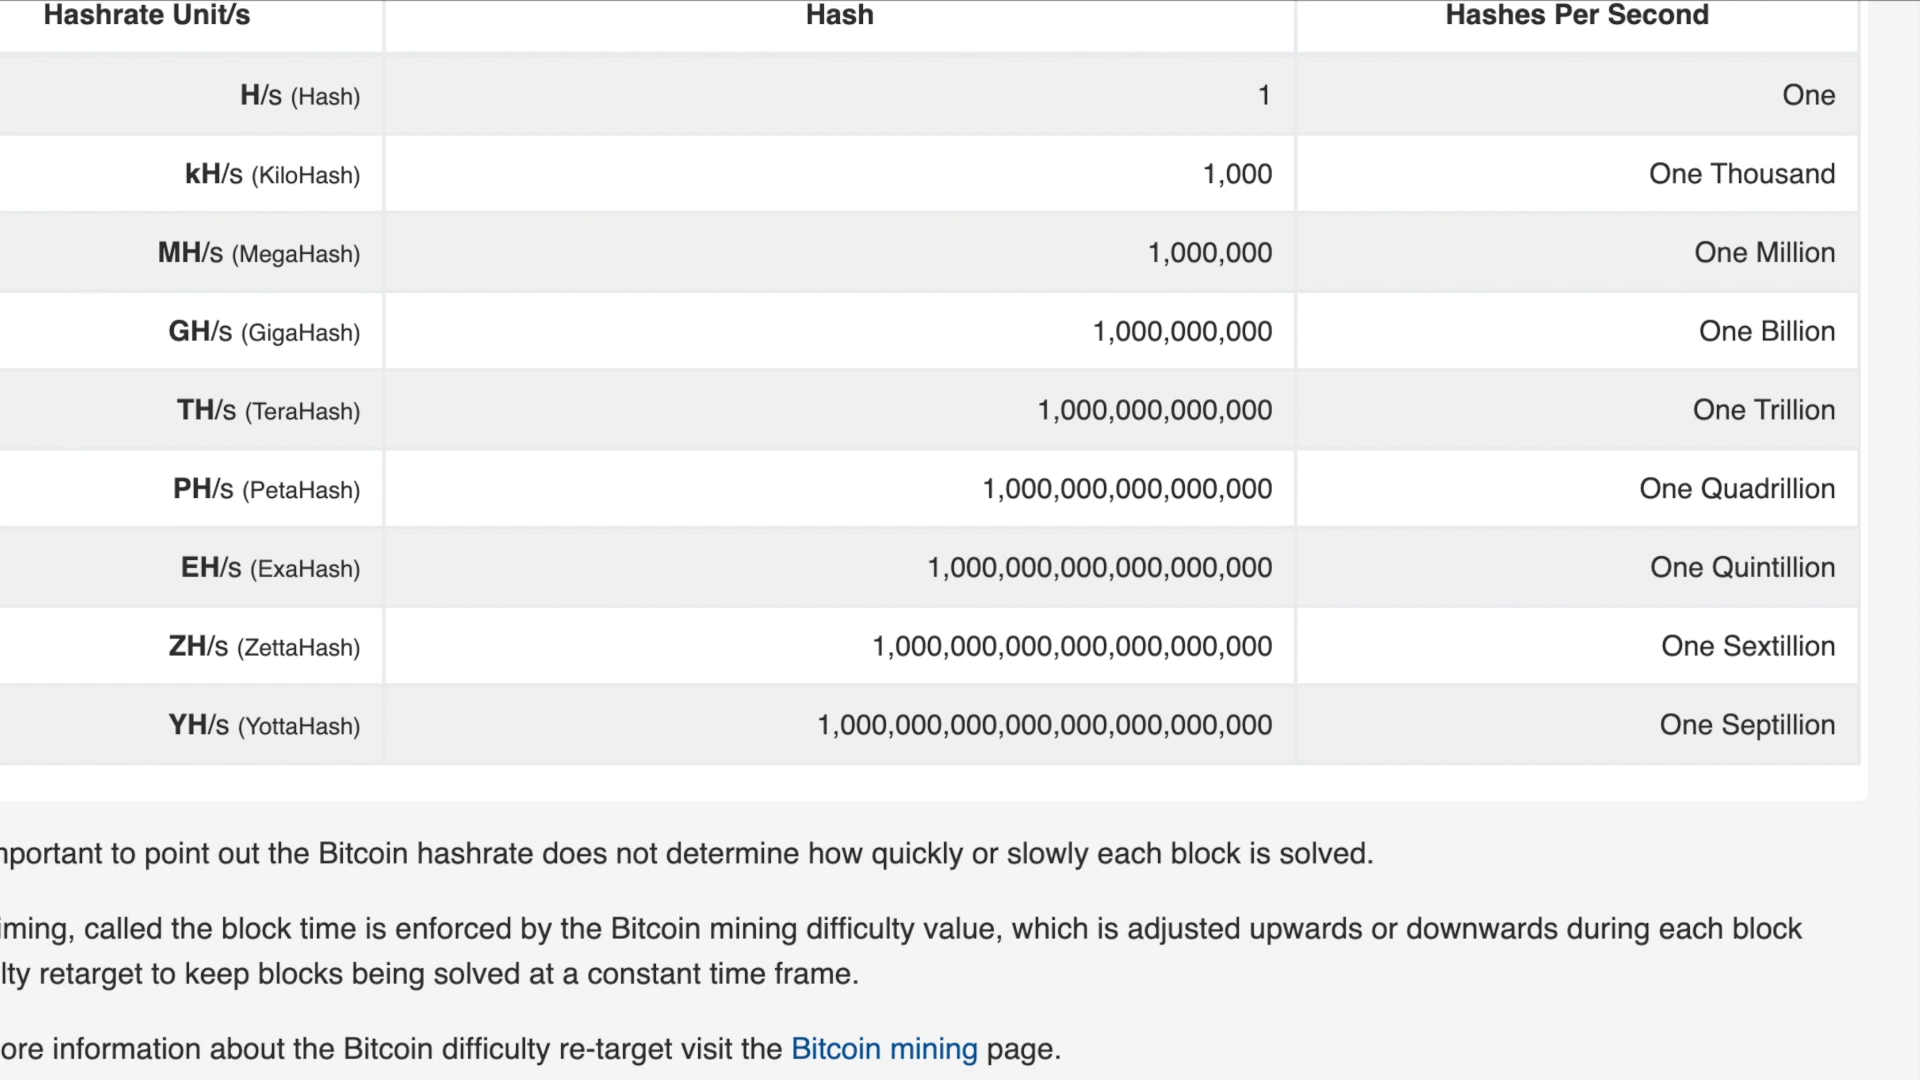 Hashrate Unit/s Hash Hashes Per Second
H/s (Hash) 1 One
kH/s (KiloHash) 1,000 One Thousand
MH/s (MegaHash) 1,000,000 One Million
GH/s (GigaHash) 1,000,000,000 One Billion
TH/s (TeraHash) 1,000,000,000,000 One Trillion
PH/s (PetaHash) 1,000,000,000,000,000 One Quadrillion
EH/s (ExaHash) 1,000,000,000,000,000,000 One Quintillion
ZH/s (ZettaHash) 1,000,000,000,000,000,000,000 One Sextillion
YH/s (YottaHash) 1,000,000,000,000,000,000,000,000 One Septillion
mportant to point out the Bitcoin hashrate does not determine how quickly or slowly each block is solved.
iming, called the block time is enforced by the Bitcoin mining difficulty value, which is adjusted upwards or downwards during each block
lty retarget to keep blocks being solved at a constant time frame.
ore information about the Bitcoin difficulty re-target visit the Bitcoin mining page.